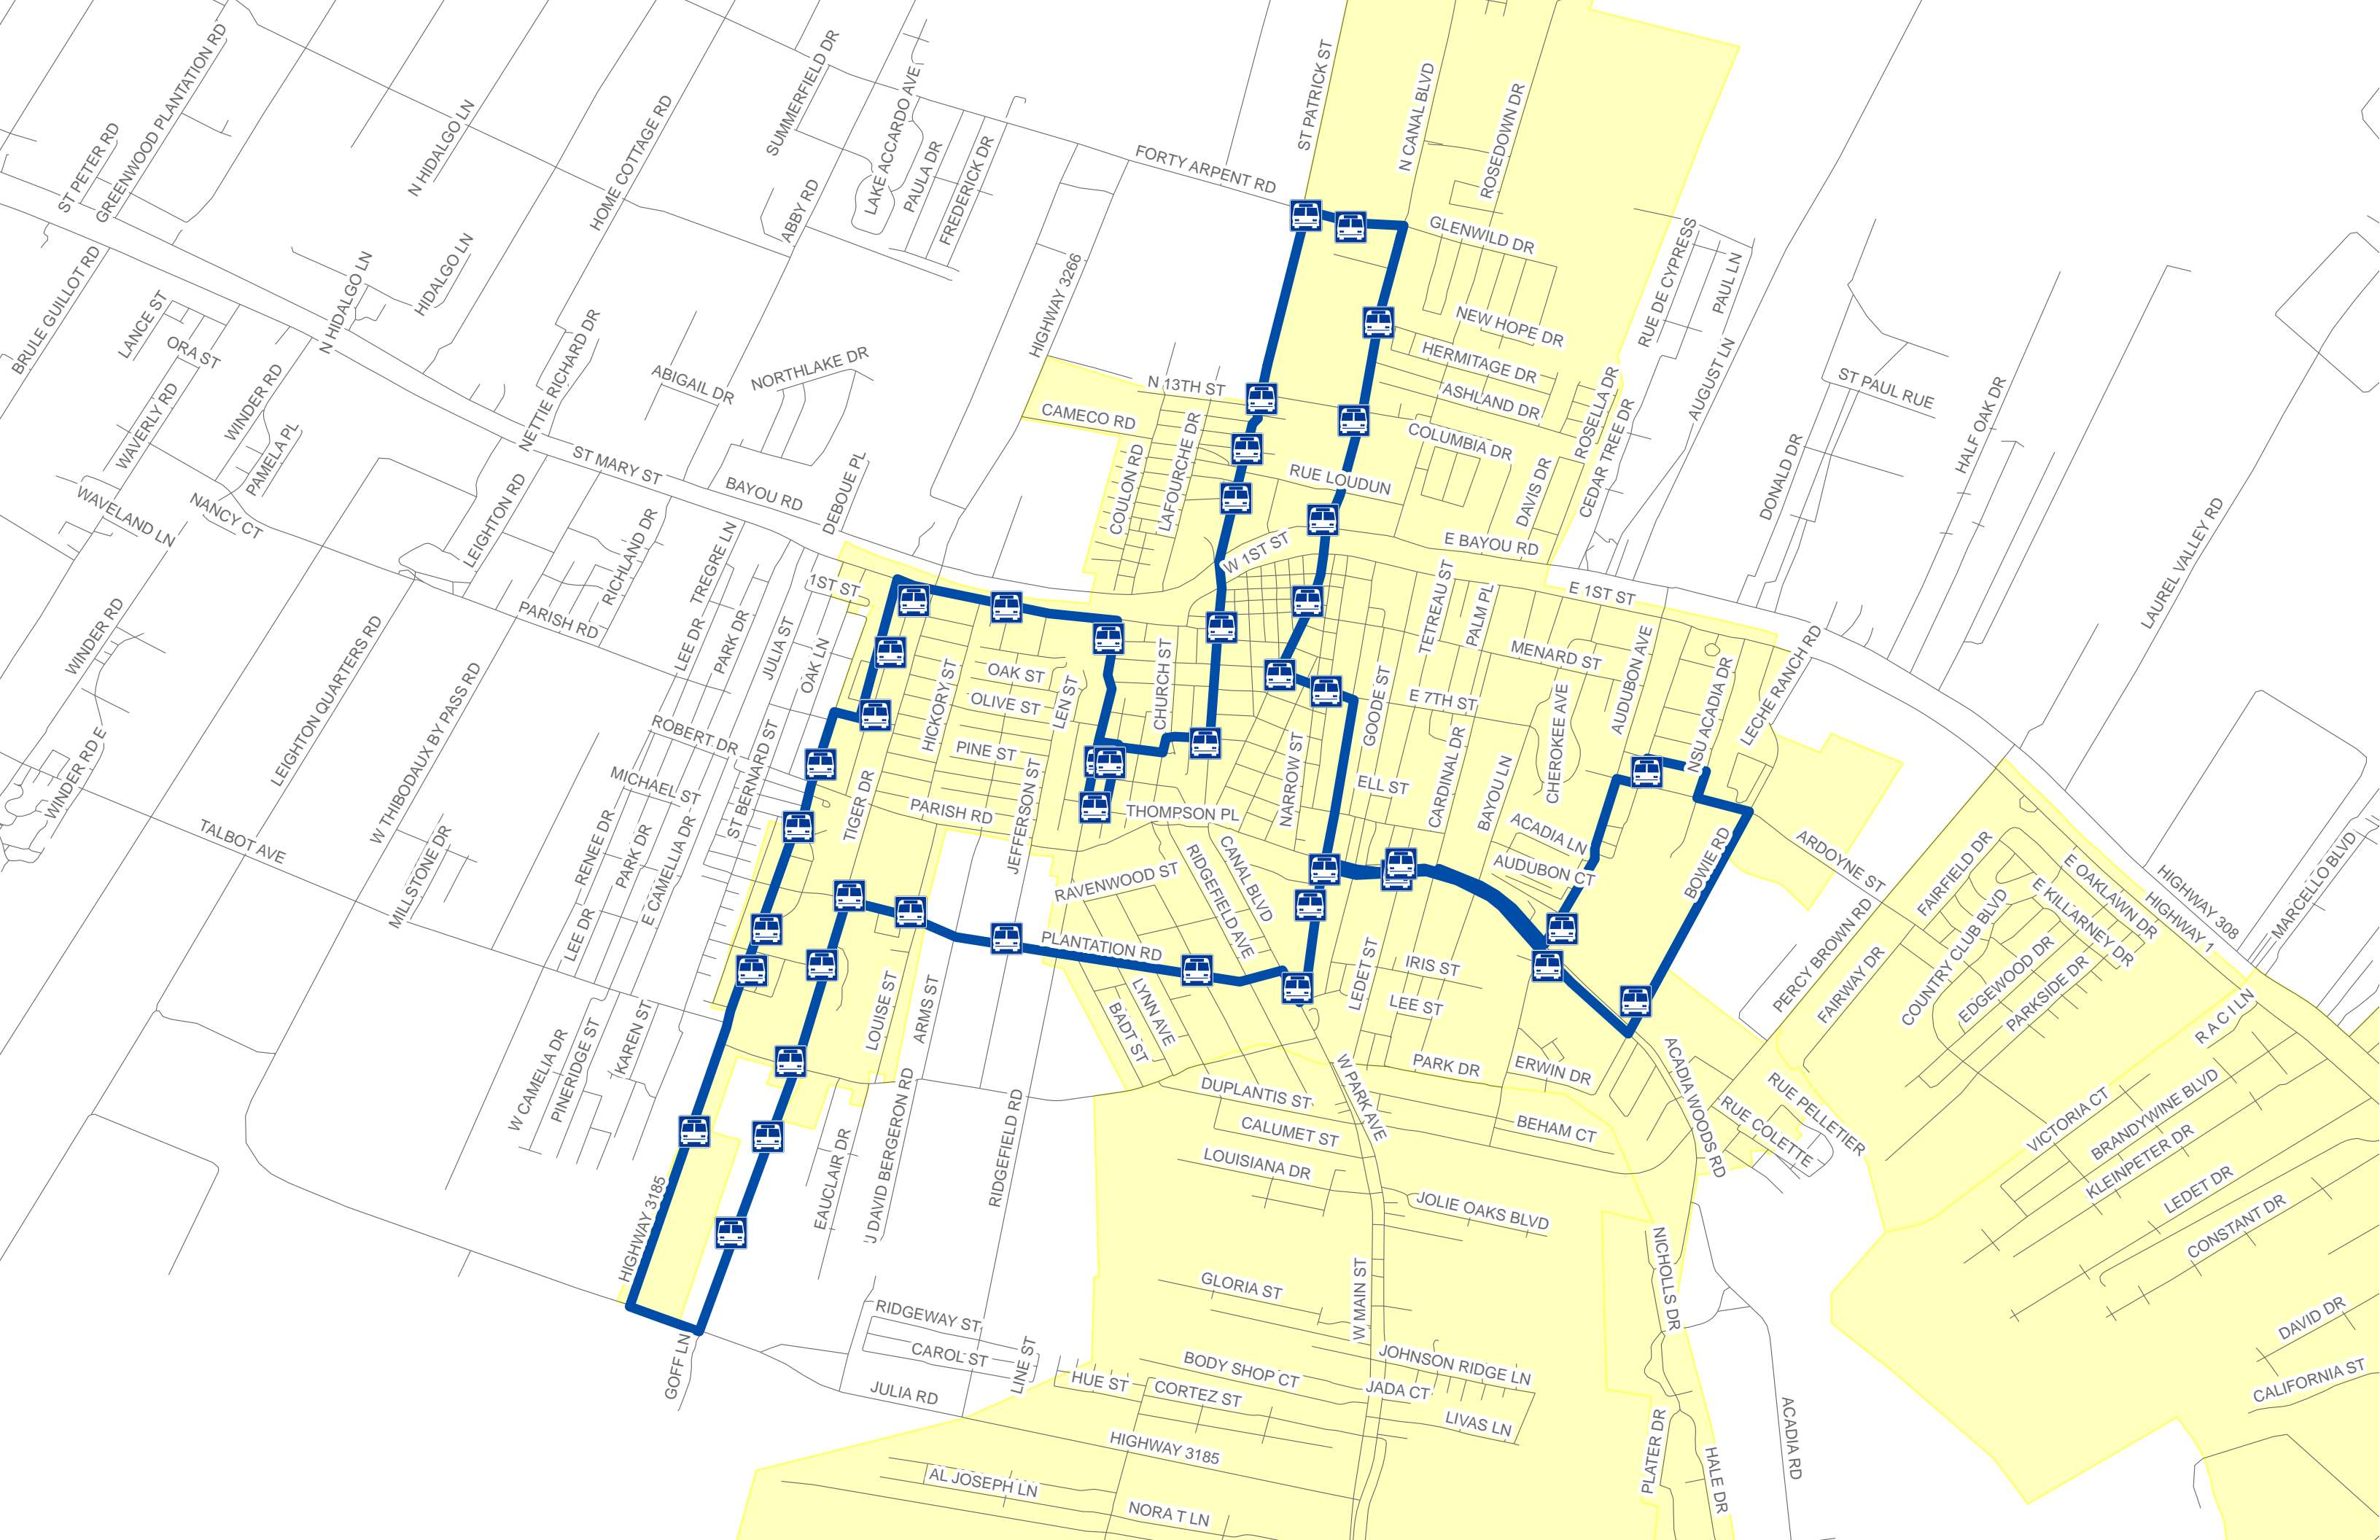 ST PETER RD
GREENWOOD PLANTATION RD
N HIDALGO LN
HOME COTTAGE RD
SUMMERFIELD DR
LAKE ACCARDO AVE
PAULA DR
FREDERICK DR
ABBY RD
FORTY ARPENT RD
ST PATRICK ST
N CANAL BLVD
ROSEDOWN DR
GLENWILD DR
RUE DE CYPRESS
PAUL LN
BRULE GUILLOT RD
LANCE ST
ORA ST
N HIDALGO LN
HIDALGO LN
HIGHWAY 3266
NEW HOPE DR
HERMITAGE DR
ASHLAND DR
AUGUST LN
ST PAUL RUE
WAVERLY RD
WINDER RD
PAMELA PL
NETTIE RICHARD DR
ABIGAIL DR
NORTHLAKE DR
N 13TH ST
CAMECO RD
COLUMBIA DR
ROSELLA DR
CEDAR TREE DR
DONALD DR
HALF OAK DR
WAVELAND LN
NANCY CT
LEIGHTON RD
ST MARY ST
BAYOU RD
DEBOUE PL
COULON RD
LAFOURCHE DR
RUE LOUDUN
DAVIS DR
W 1ST ST
E BAYOU RD
LAUREL VALLEY RD
RICHLAND DR
TREGRE LN
1ST ST
TETREAU ST
PALM PL
E 1ST ST
WINDER RD
PARISH RD
LEE DR
PARK DR
JULIA ST
OAK LN
OAK ST
CHURCH ST
MENARD ST
AUDUBON AVE
NSU ACADIA DR
LECHE RANCH RD
LEIGHTON QUARTERS RD
W THIBODAUX BY PASS RD
HICKORY ST
OLIVE ST
LEN ST
GOODE ST
E 7TH ST
CHEROKEE AVE
WINDER RD E
ROBERT DR
ST BERNARD ST
PINE ST
NARROW ST
CARDINAL DR
BAYOU LN
MICHAEL ST
TIGER DR
PARISH RD
JEFFERSON ST
THOMPSON PL
ELL ST
ACADIA LN
TALBOT AVE
MILLSTONE DR
RENEE DR
PARK DR
E CAMELLIA DR
RAVENWOOD ST
RIDGEFIELD AVE
CANAL BLVD
AUDUBON CT
BOWIE RD
ARDOYNE ST
FAIRFIELD DR
E OAKLAWN DR
HIGHWAY 308
MARCELLO BLVD
LEE DR
PLANTATION RD
LEDET ST
IRIS ST
PERCY BROWN RD
FAIRWAY DR
COUNTRY CLUB BLVD
E KILLARNEY DR
HIGHWAY 1
EDGEWOOD DR
PARKSIDE DR
LOUISE ST
ARMS ST
BADT ST
LYNN AVE
LEE ST
R A C I LN
W CAMELIA DR
PINERIDGE ST
KAREN ST
PARK DR
ERWIN DR
ACADIA WOODS RD
RUE PELLETIER
RUE COLETTE
DUPLANTIS ST
W PARK AVE
VICTORIA CT
BRANDYWINE BLVD
KLEINPETER DR
HIGHWAY 3185
EAUCLAIR DR
J DAVID BERGERON RD
RIDGEFIELD RD
CALUMET ST
BEHAM CT
LOUISIANA DR
LEDET DR
CONSTANT DR
JOLIE OAKS BLVD
NICHOLLS DR
GLORIA ST
W MAIN ST
DAVID DR
RIDGEWAY ST
CAROL ST
LINE ST
GOFF LN
JULIA RD
HUE ST
BODY SHOP CT
CORTEZ ST
JOHNSON RIDGE LN
JADA CT
LIVAS LN
CALIFORNIA ST
HIGHWAY 3185
PLATER DR
HALE DR
ACADIA RD
AL JOSEPH LN
NORA T LN